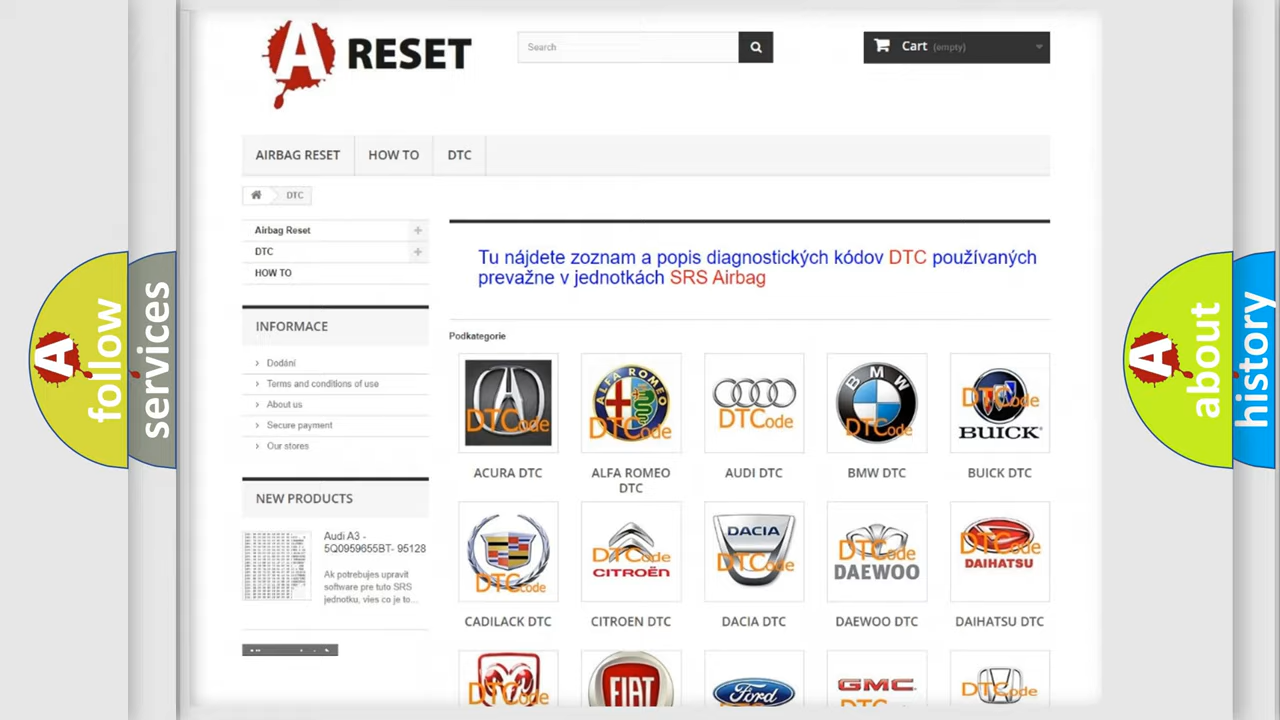 A RESET
Search
Cart (empty)
AIRBAG RESET
HOW TO
DTC
DTC
Airbag Reset
DTC
HOW TO
INFORMACE
Dodání
Terms and conditions of use
About us
Secure payment
Our stores
NEW PRODUCTS
Audi A3 -
5Q0959655BT- 95128
Ak potrebujes upravit
software pre tuto SRS
jednotku, vies co je to...
Tu nájdete zoznam a popis diagnostických kódov DTC používaných
prevažne v jednotkách SRS Airbag
Podkategorie
DTCode
ALFA ROMEO
DTCode
DTCode
BMW
DTCode
DTCode
BUICK
ACURA DTC
ALFA ROMEO
DTC
AUDI DTC
BMW DTC
BUICK DTC
DTCode
DTCode
CITROËN
DACIA
DTCode
DTCode
DAEWOO
DTCode
DAIHATSU
CADILACK DTC
CITROEN DTC
DACIA DTC
DAEWOO DTC
DAIHATSU DTC
DTCode
FIAT
Ford
GMC
DTCode
A
follow
services
A
about
history